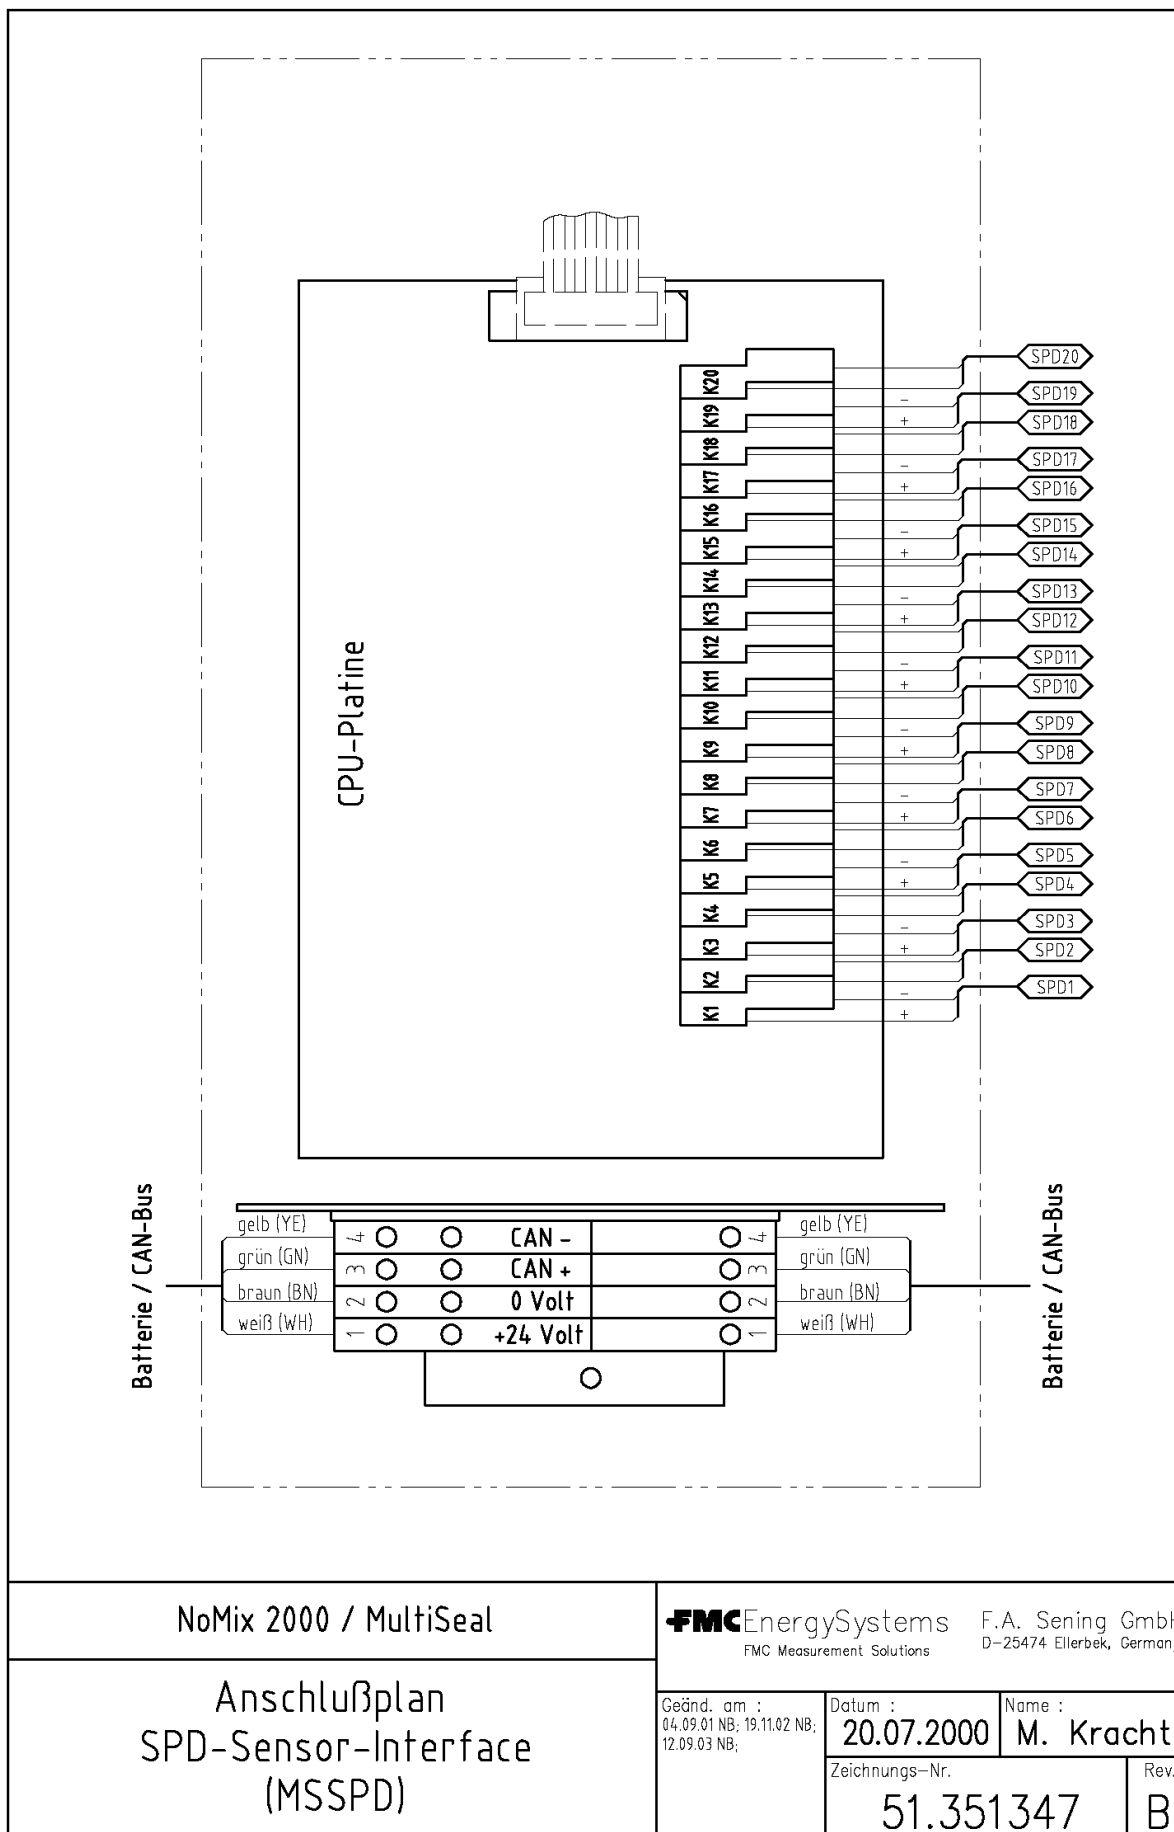 SPD20
K20
-
SPD19
K19
+
SPD18
K18
-
SPD17
K17
+
SPD16
K16
-
SPD15
K15
+
SPD14
K14
-
SPD13
K13
+
SPD12
K12
-
SPD11
K11
+
SPD10
K10
-
SPD9
K9
+
SPD8
K8
-
SPD7
K7
+
SPD6
K6
-
SPD5
K5
+
SPD4
K4
-
SPD3
K3
+
SPD2
K2
-
SPD1
K1
+
CPU-Platine
Batterie / CAN-Bus
gelb (YE) 4 CAN - 4 gelb (YE)
grün (GN) 3 CAN + 3 grün (GN)
braun (BN) 2 0 Volt 2 braun (BN)
weiß (WH) 1 +24 Volt 1 weiß (WH)
Batterie / CAN-Bus
NoMix 2000 / MultiSeal
Anschlußplan
SPD-Sensor-Interface
(MSSPD)
FMC EnergySystems
FMC Measurement Solutions
F.A. Sening Gmb
D-25474 Ellerbek, German
Geänd. am :
04.09.01 NB; 19.11.02 NB;
12.09.03 NB;
Datum :
20.07.2000
Name :
M. Kracht
Zeichnungs-Nr.
51.351347
Rev.
B